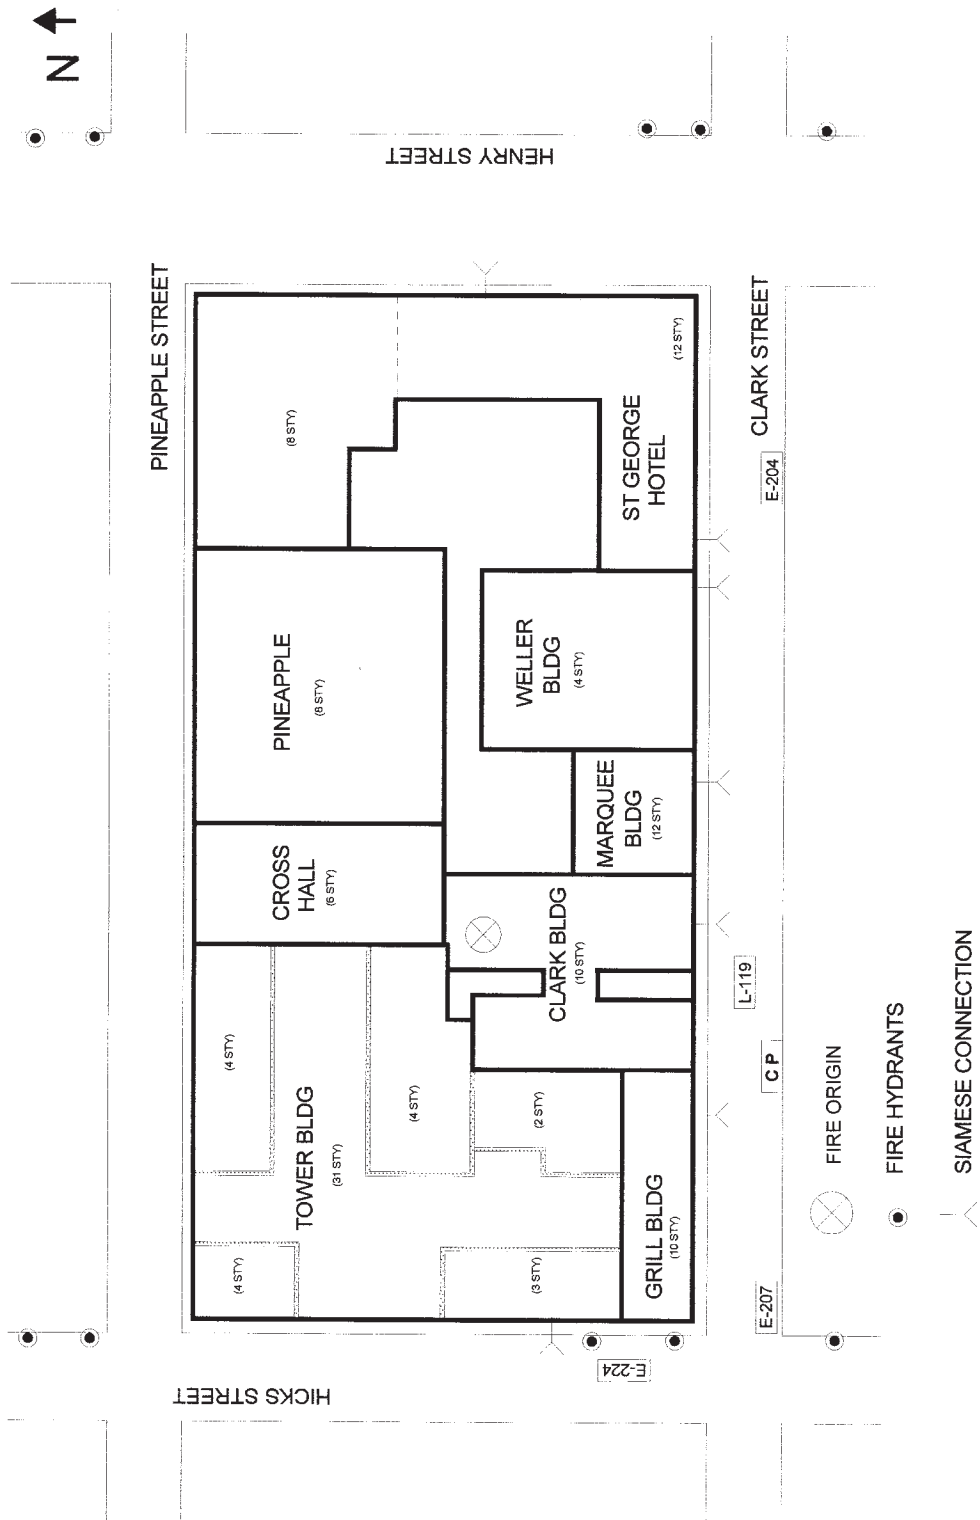 N
PINEAPPLE STREET
HENRY STREET
HICKS STREET
CLARK STREET
TOWER BLDG
(31 STY)
(4 STY)
(4 STY)
(4 STY)
(3 STY)
(2 STY)
CROSS
HALL
(6 STY)
PINEAPPLE
(8 STY)
(8 STY)
ST GEORGE
HOTEL
(12 STY)
WELLER
BLDG
(4 STY)
MARQUEE
BLDG
(12 STY)
CLARK BLDG
(10 STY)
GRILL BLDG
(10 STY)
E-224
E-207
C P
L-119
E-204
FIRE ORIGIN
FIRE HYDRANTS
SIAMESE CONNECTION